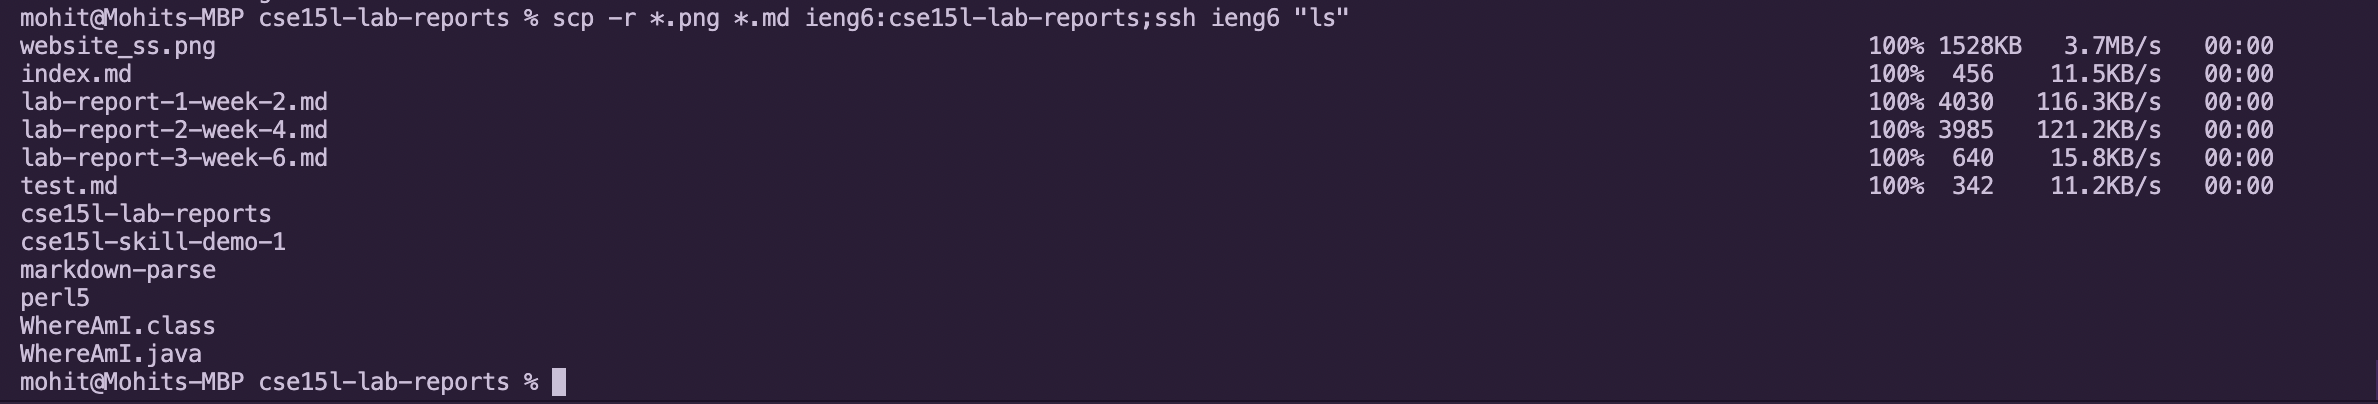 mohit@Mohits-MBP cse15l-lab-reports % scp -r *.png *.md ieng6:cse15l-lab-reports;ssh ieng6 "ls"
website_ss.png 100% 1528KB 3.7MB/s 00:00
index.md 100% 456 11.5KB/s 00:00
lab-report-1-week-2.md 100% 4030 116.3KB/s 00:00
lab-report-2-week-4.md 100% 3985 121.2KB/s 00:00
lab-report-3-week-6.md 100% 640 15.8KB/s 00:00
test.md 100% 342 11.2KB/s 00:00
cse15l-lab-reports
cse15l-skill-demo-1
markdown-parse
perl5
WhereAmI.class
WhereAmI.java
mohit@Mohits-MBP cse15l-lab-reports %